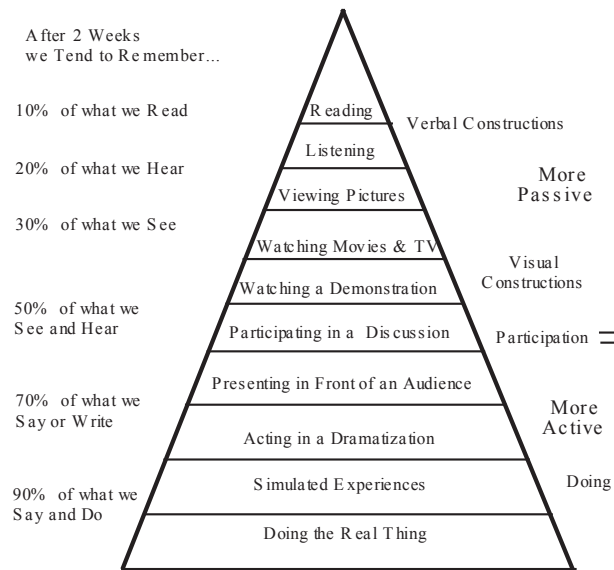 After 2 Weeks
we Tend to Remember...
10% of what we Read
Reading
Verbal Constructions
Listening
20% of what we Hear
More
Passive
Viewing Pictures
30% of what we See
Watching Movies & TV
Visual
Constructions
Watching a Demonstration
50% of what we
See and Hear
Participating in a Discussion
Participation
Presenting in Front of an Audience
70% of what we
Say or Write
More
Active
Acting in a Dramatization
Simulated Experiences
Doing
90% of what we
Say and Do
Doing the Real Thing